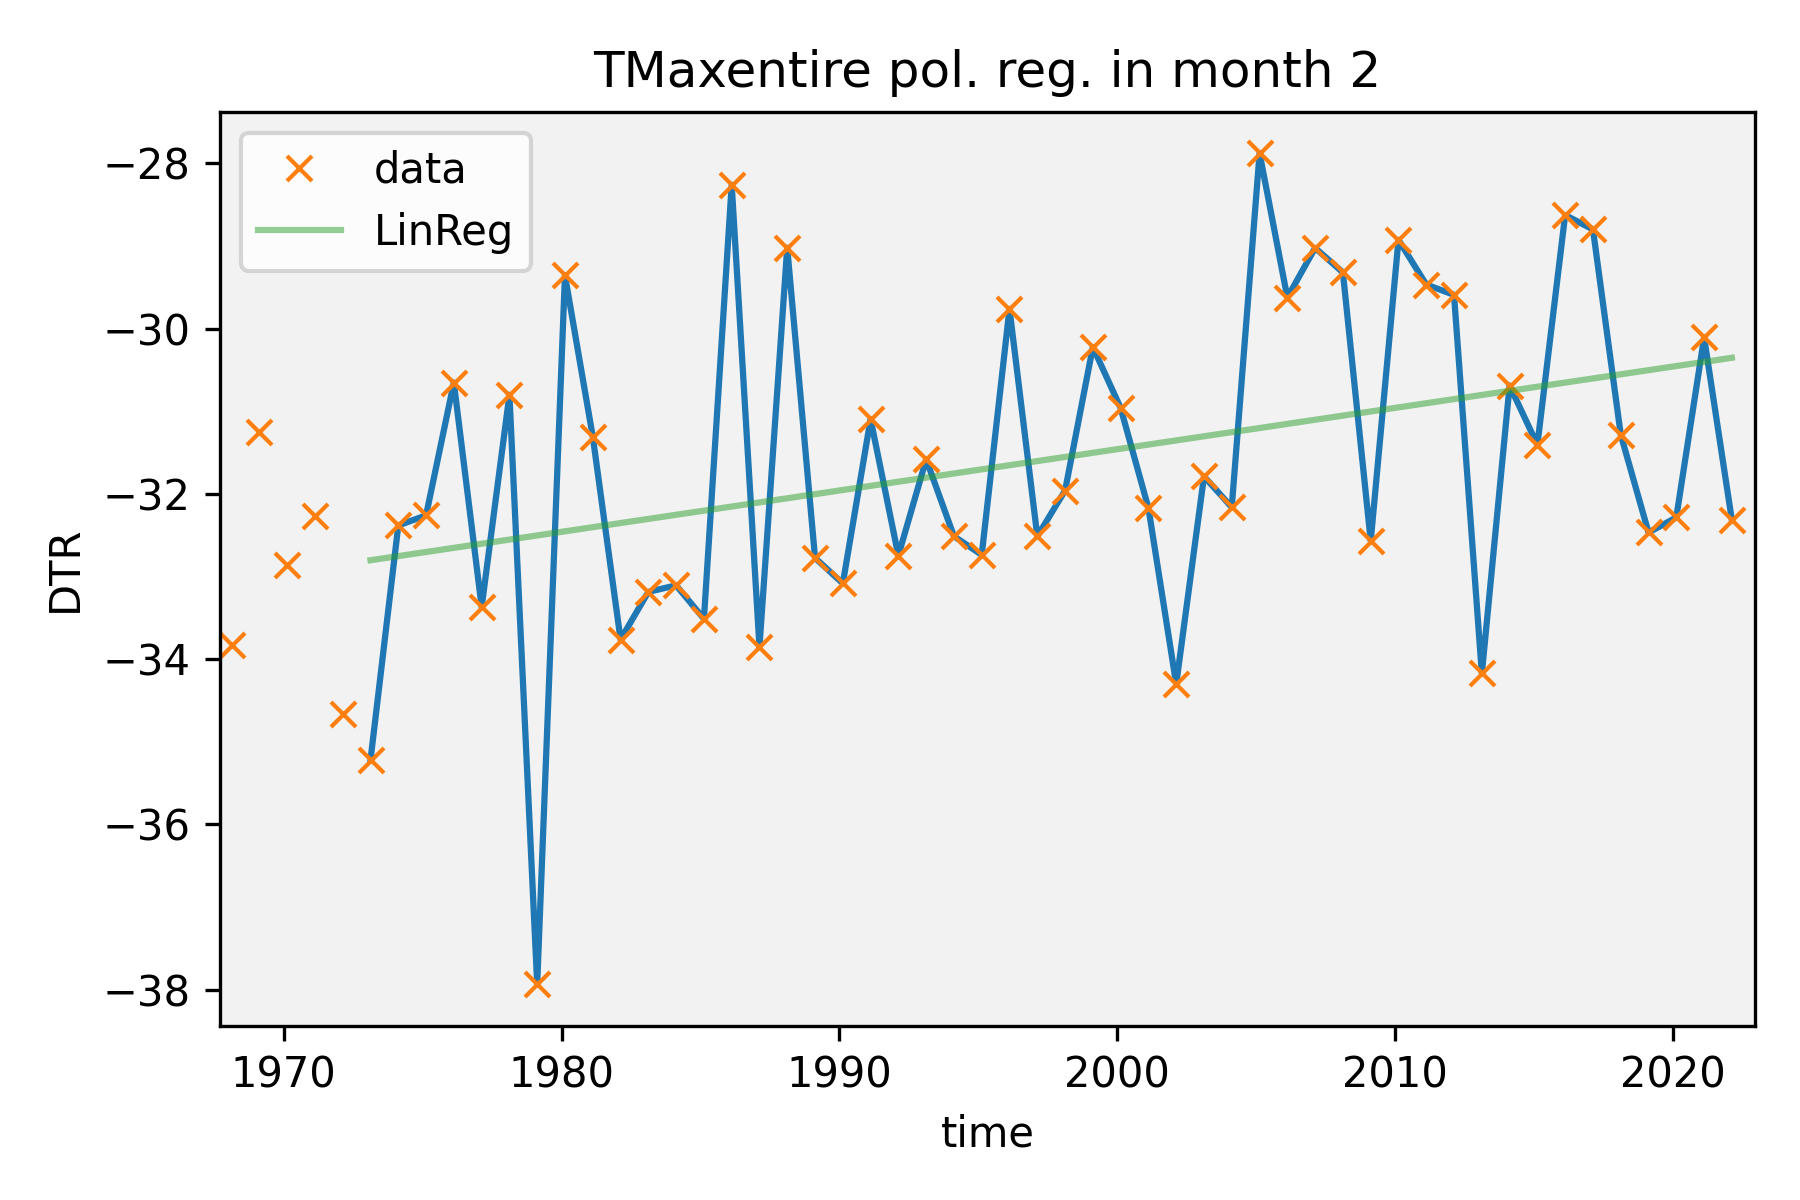 TMaxentire pol. reg. in month 2
data
LinReg
−28
−30
−32
−34
−36
−38
DTR
1970 1980 1990 2000 2010 2020
time